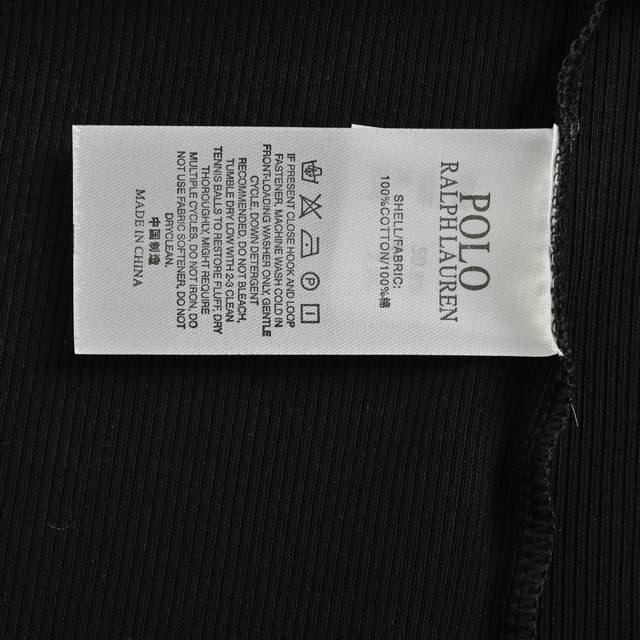 POLO
RALPH LAUREN
SHELL/FABRIC:
100%COTTON/100%棉
IF PRESENT CLOSE HOOK AND LOOP
FASTENER, MACHINE WASH COLD IN
FRONT-LOADING WASHER ONLY, GENTLE
CYCLE, DOWN DETERGENT
RECOMMENDED, DO NOT BLEACH,
TUMBLE DRY LOW WITH 2-3 CLEAN
TENNIS BALLS TO RESTORE FLUFF, DRY
THOROUGHLY, MIGHT REQUIRE
MULTIPLE CYCLES, DO NOT IRON, DO
NOT USE FABRIC SOFTENER, DO NOT
DRYCLEAN.
中国制造
MADE IN CHINA